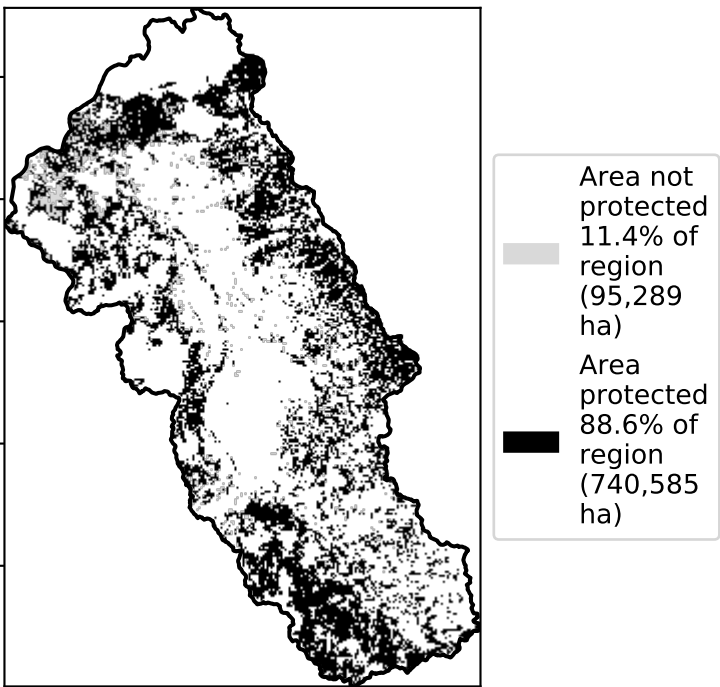 Area not
protected
11.4% of
region
(95,289
ha)
Area
protected
88.6% of
region
(740,585
ha)